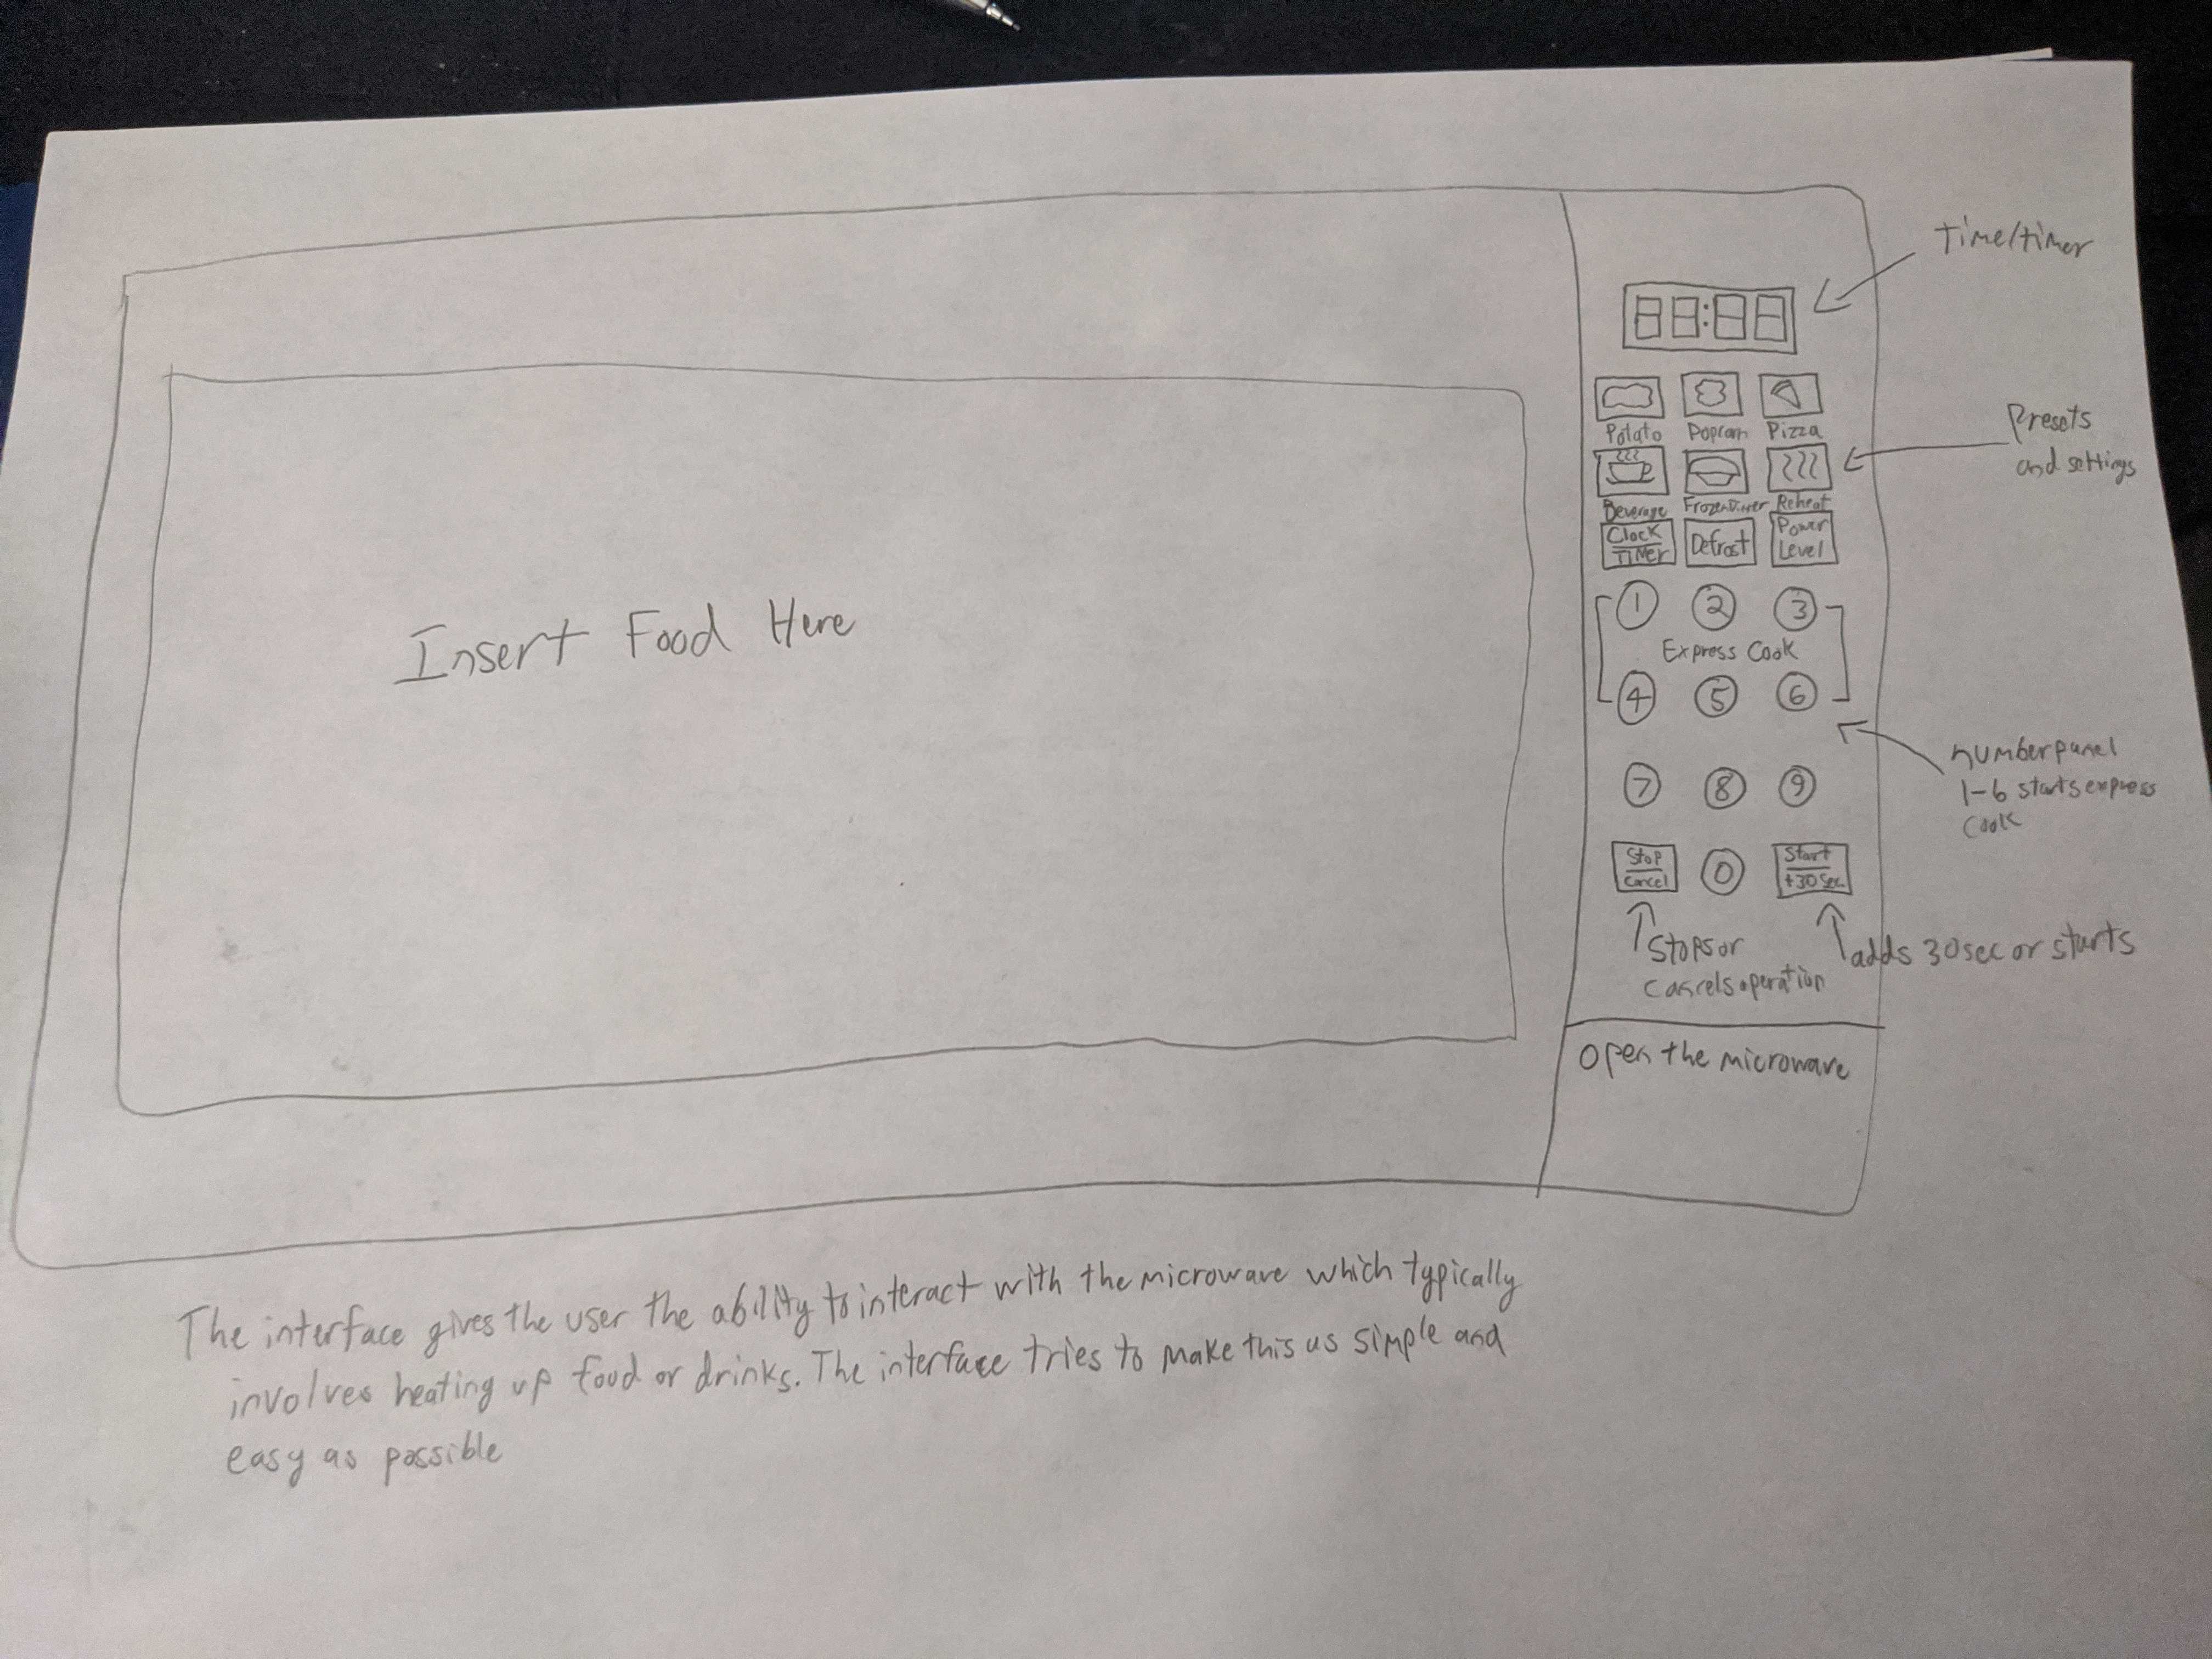 Time/timer
88:88
Potato Popcorn Pizza
Presets
and settings
Beverage Frozen Dinner Reheat
Clock
Timer
Defrost
Power
Level
1 2 3
Express Cook
4 5 6
number panel
1-6 starts express
cook
7 8 9
Stop
Cancel
0
Start
+30 Sec
Stops or
cancels operation
adds 30sec or starts
Insert Food Here
Open the microwave
The interface gives the user the ability to interact with the microwave which typically
involves heating up food or drinks. The interface tries to make this as simple and
easy as possible